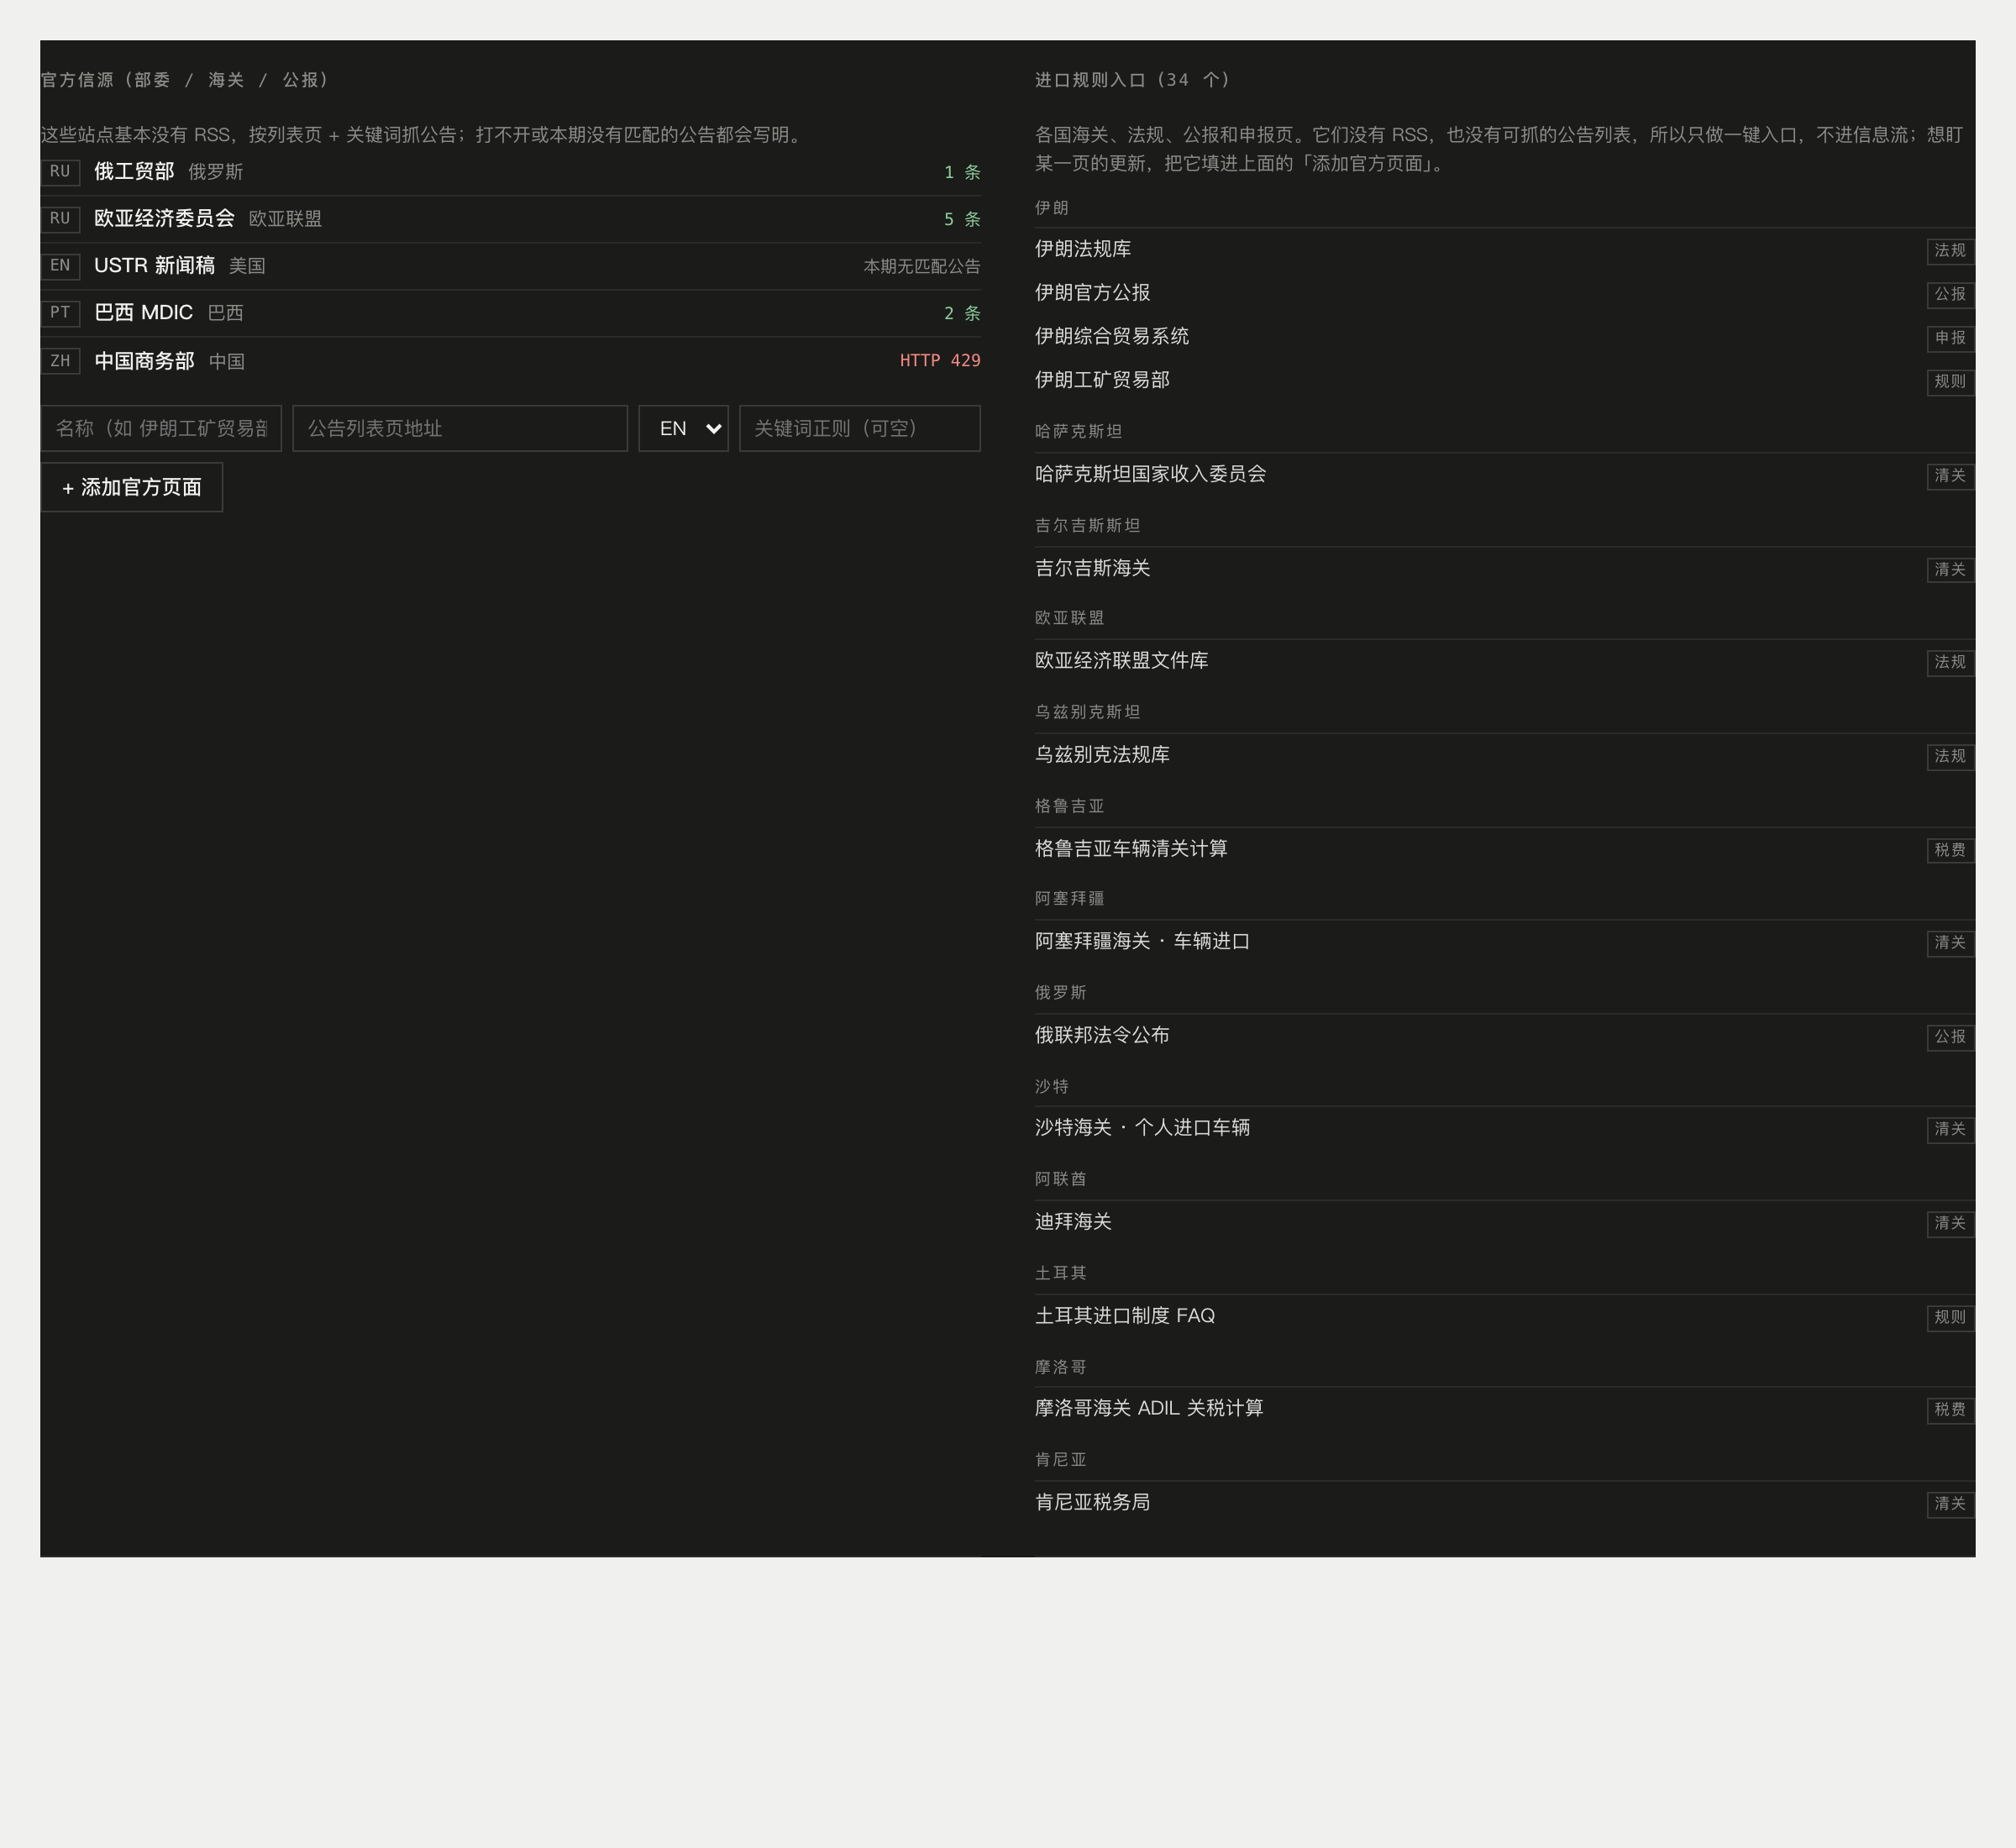 官方信源（部委 / 海关 / 公报）
这些站点基本没有 RSS，按列表页 + 关键词抓公告；打不开或本期没有匹配的公告都会写明。
RU 俄工贸部 俄罗斯 1 条
RU 欧亚经济委员会 欧亚联盟 5 条
EN USTR 新闻稿 美国 本期无匹配公告
PT 巴西 MDIC 巴西 2 条
ZH 中国商务部 中国 HTTP 429
名称（如 伊朗工矿贸易部 公告列表页地址 EN 关键词正则（可空）
+ 添加官方页面
进口规则入口（34 个）
各国海关、法规、公报和申报页。它们没有 RSS，也没有可抓的公告列表，所以只做一键入口，不进信息流；想盯
某一页的更新，把它填进上面的「添加官方页面」。
伊朗
伊朗法规库 法规
伊朗官方公报 公报
伊朗综合贸易系统 申报
伊朗工矿贸易部 规则
哈萨克斯坦
哈萨克斯坦国家收入委员会 清关
吉尔吉斯斯坦
吉尔吉斯海关 清关
欧亚联盟
欧亚经济联盟文件库 法规
乌兹别克斯坦
乌兹别克法规库 法规
格鲁吉亚
格鲁吉亚车辆清关计算 税费
阿塞拜疆
阿塞拜疆海关 · 车辆进口 清关
俄罗斯
俄联邦法令公布 公报
沙特
沙特海关 · 个人进口车辆 清关
阿联酋
迪拜海关 清关
土耳其
土耳其进口制度 FAQ 规则
摩洛哥
摩洛哥海关 ADIL 关税计算 税费
肯尼亚
肯尼亚税务局 清关